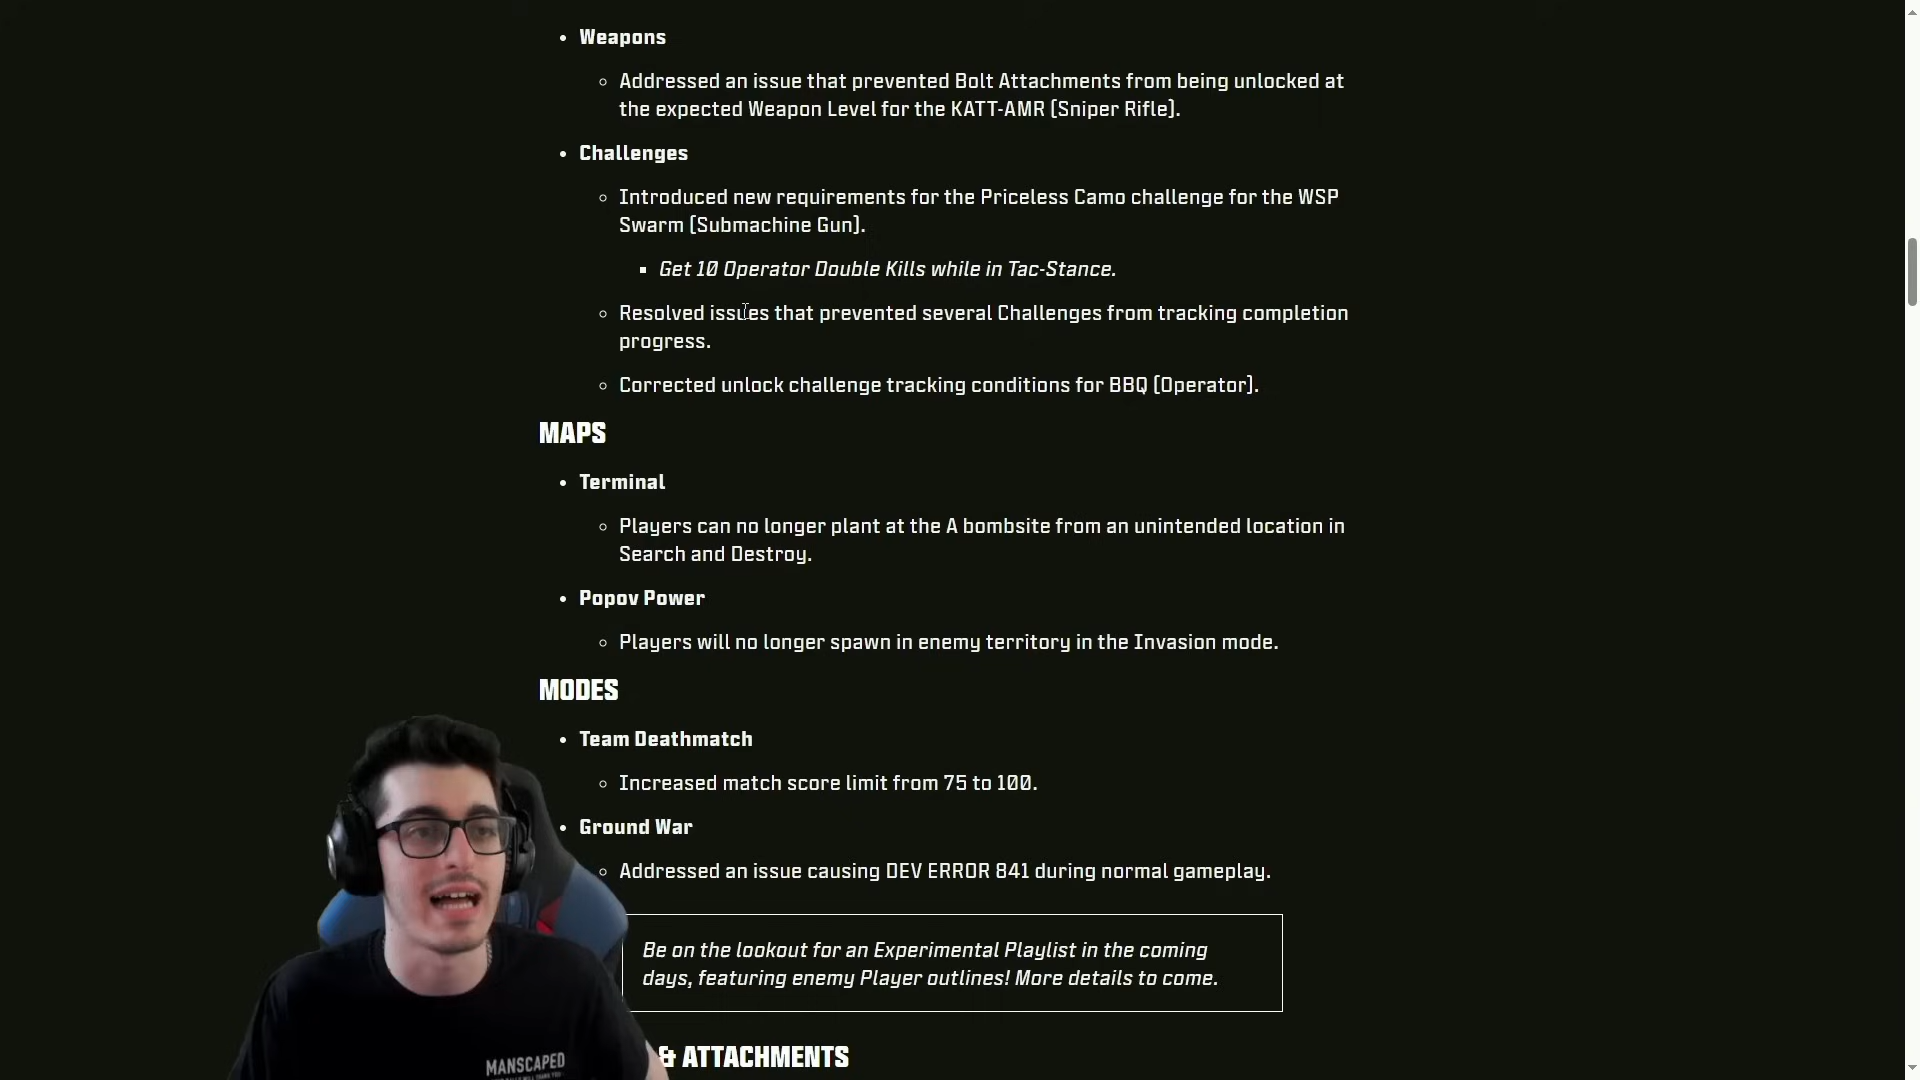 Weapons
Addressed an issue that prevented Bolt Attachments from being unlocked at
the expected Weapon Level for the KATT-AMR [Sniper Rifle].
Challenges
Introduced new requirements for the Priceless Camo challenge for the WSP
Swarm [Submachine Gun].
Get 10 Operator Double Kills while in Tac-Stance.
Resolved issues that prevented several Challenges from tracking completion
progress.
Corrected unlock challenge tracking conditions for BBQ [Operator].
MAPS
Terminal
Players can no longer plant at the A bombsite from an unintended location in
Search and Destroy.
Popov Power
Players will no longer spawn in enemy territory in the Invasion mode.
MODES
Team Deathmatch
Increased match score limit from 75 to 100.
Ground War
Addressed an issue causing DEV ERROR 841 during normal gameplay.
Be on the lookout for an Experimental Playlist in the coming
days, featuring enemy Player outlines! More details to come.
& ATTACHMENTS
MANSCAPED